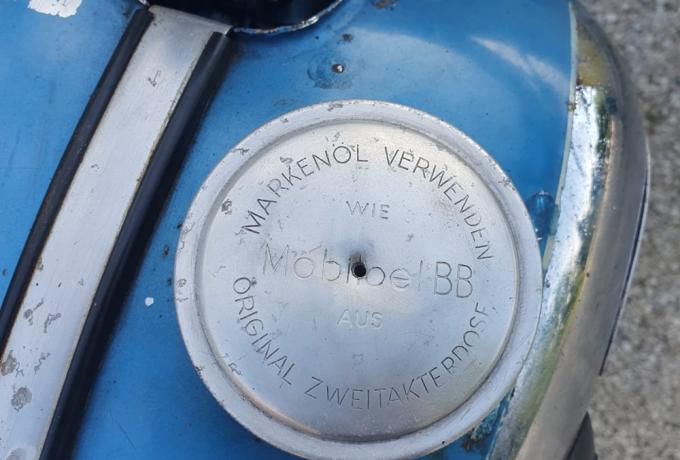 MARKENÖL VERWENDEN
WIE
Mobiloel BB
AUS
ORIGINAL ZWEITAKTERDOSE